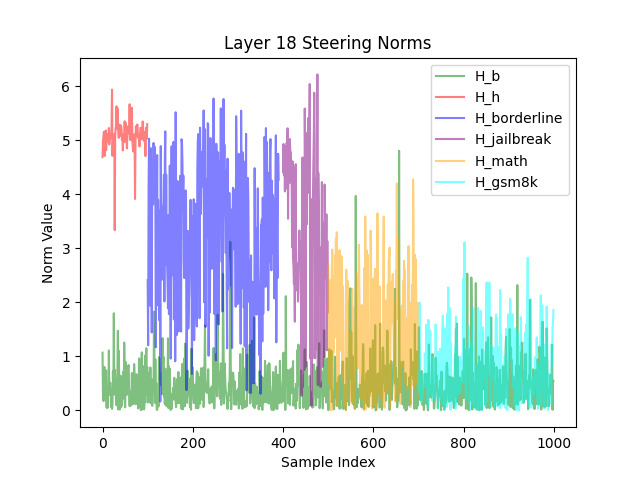 Layer 18 Steering Norms
H_b
H_h
H_borderline
H_jailbreak
H_math
H_gsm8k
Norm Value
6
5
4
3
2
1
0
0 200 400 600 800 1000
Sample Index